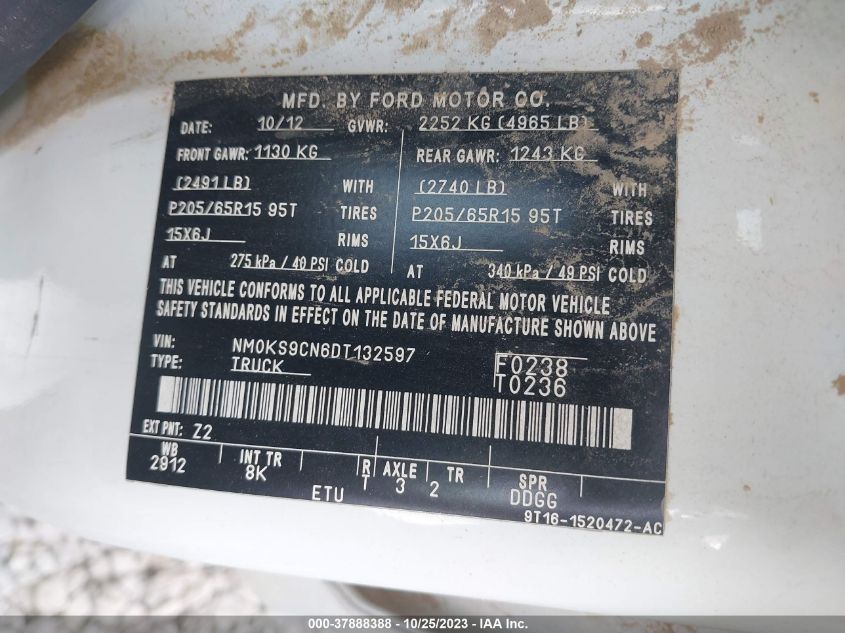 MFD. BY FORD MOTOR CO.
DATE: 10/12 GVWR: 2252 KG (4965 LB)
FRONT GAWR: 1130 KG REAR GAWR: 1243 KG
(2491 LB) WITH (2740 LB) WITH
P205/65R15 95T TIRES P205/65R15 95T TIRES
15X6J RIMS 15X6J RIMS
AT 275 kPa / 40 PSI COLD AT 340 kPa / 49 PSI COLD
THIS VEHICLE CONFORMS TO ALL APPLICABLE FEDERAL MOTOR VEHICLE
SAFETY STANDARDS IN EFFECT ON THE DATE OF MANUFACTURE SHOWN ABOVE
VIN: NM0KS9CN6DT132597 F0238
TYPE: TRUCK T0236
EXT PNT: Z2
WB INT TR R AXLE TR SPR
2912 8K T 3 2 DDGG
ETU
9T16-1520472-AC
000-37888388 - 10/25/2023 - IAAI.com